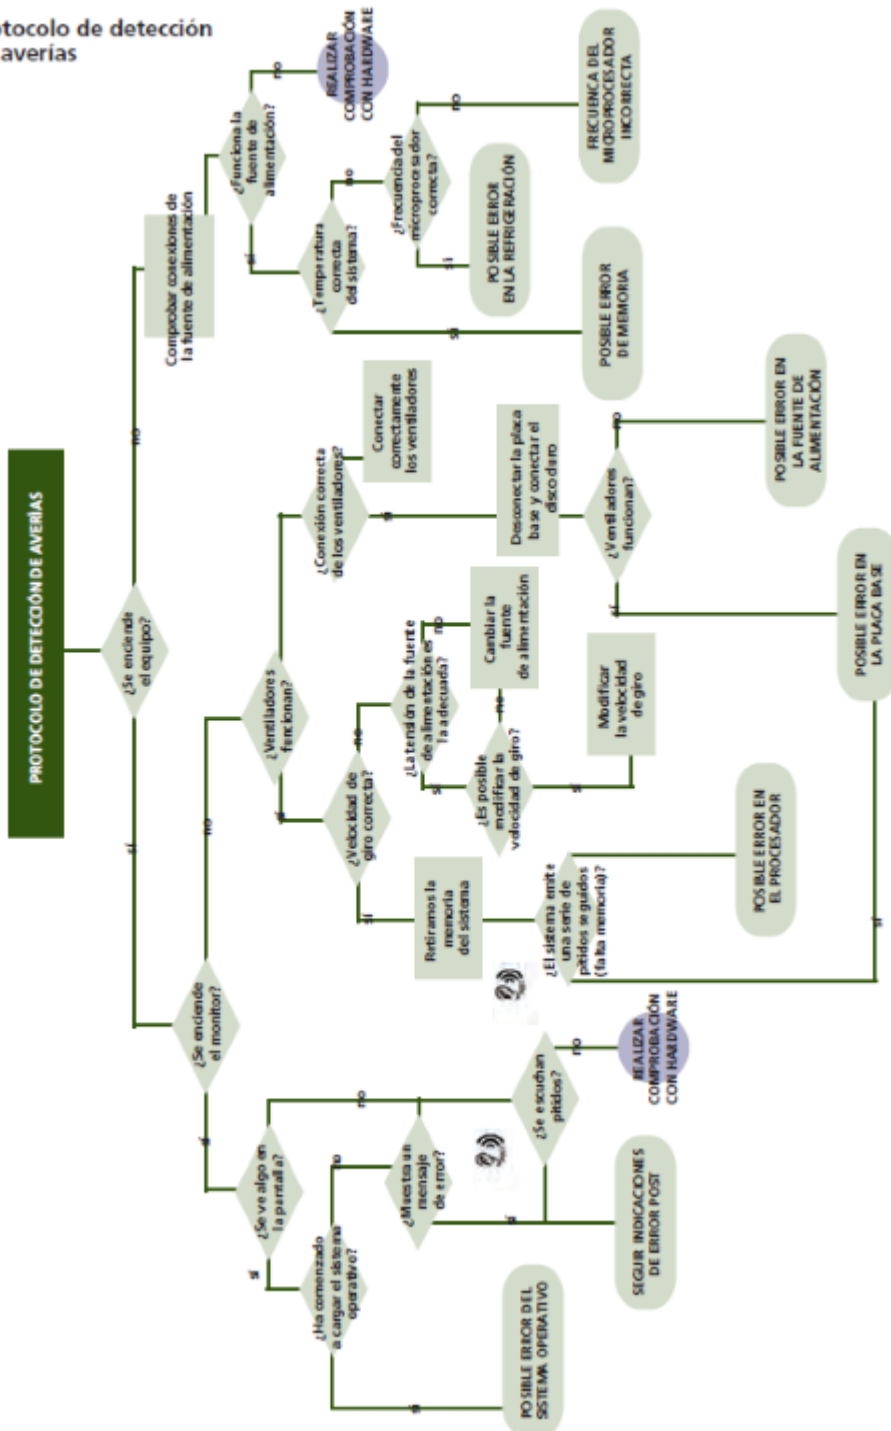 otocolo de detección
averías
PROTOCOLO DE DETECCIÓN DE AVERÍAS
¿Se enciende
el equipo?
sí
no
¿Se enciende
el monitor?
sí
no
Comprobar conexiones de
la fuente de alimentación
¿Funciona la
fuente de
alimentación?
sí
no
REALIZAR
COMPROBACIÓN
CON HARDWARE
¿Temperatura
correcta
del sistema?
sí
no
¿Frecuencia del
microprocesador
correcta?
sí
no
POSIBLE ERROR
EN LA REFRIGERACIÓN
FRECUENCA DEL
MICROPROCESADOR
INCORRECTA
POSIBLE ERROR
DE MEMORIA
¿Ventiladores
funcionan?
sí
no
¿Conexión correcta
de los ventiladores?
Conectar
correctamente
los ventiladores
sí
Desconectar la placa
base y conectar el
disco duro
¿Ventiladores
funcionan?
sí
no
POSIBLE ERROR EN
LA FUENTE DE
ALIMENTACIÓN
POSIBLE ERROR EN
LA PLACA BASE
¿Velocidad de
giro correcta?
sí
no
¿La tensión de la fuente
de alimentación es
la adecuada?
sí
no
Cambiar la
fuente
de alimentación
¿Es posible
modificar la
velocidad de giro?
sí
no
Modificar
la velocidad
de giro
Retiramos la
memoria
del sistema
¿El sistema emite
una serie de
pitidos seguidos
(falta memoria)?
sí
POSIBLE ERROR EN
EL PROCESADOR
¿Se ve algo en
la pantalla?
sí
no
¿Ha comenzado
a cargar el sistema
operativo?
sí
no
¿Muestra un
mensaje
de error?
sí
¿Se escuchan
pitidos?
no
REALIZAR
COMPROBACIÓN
CON HARDWARE
SEGUIR INDICACIONES
DE ERROR POST
POSIBLE ERROR DEL
SISTEMA OPERATIVO